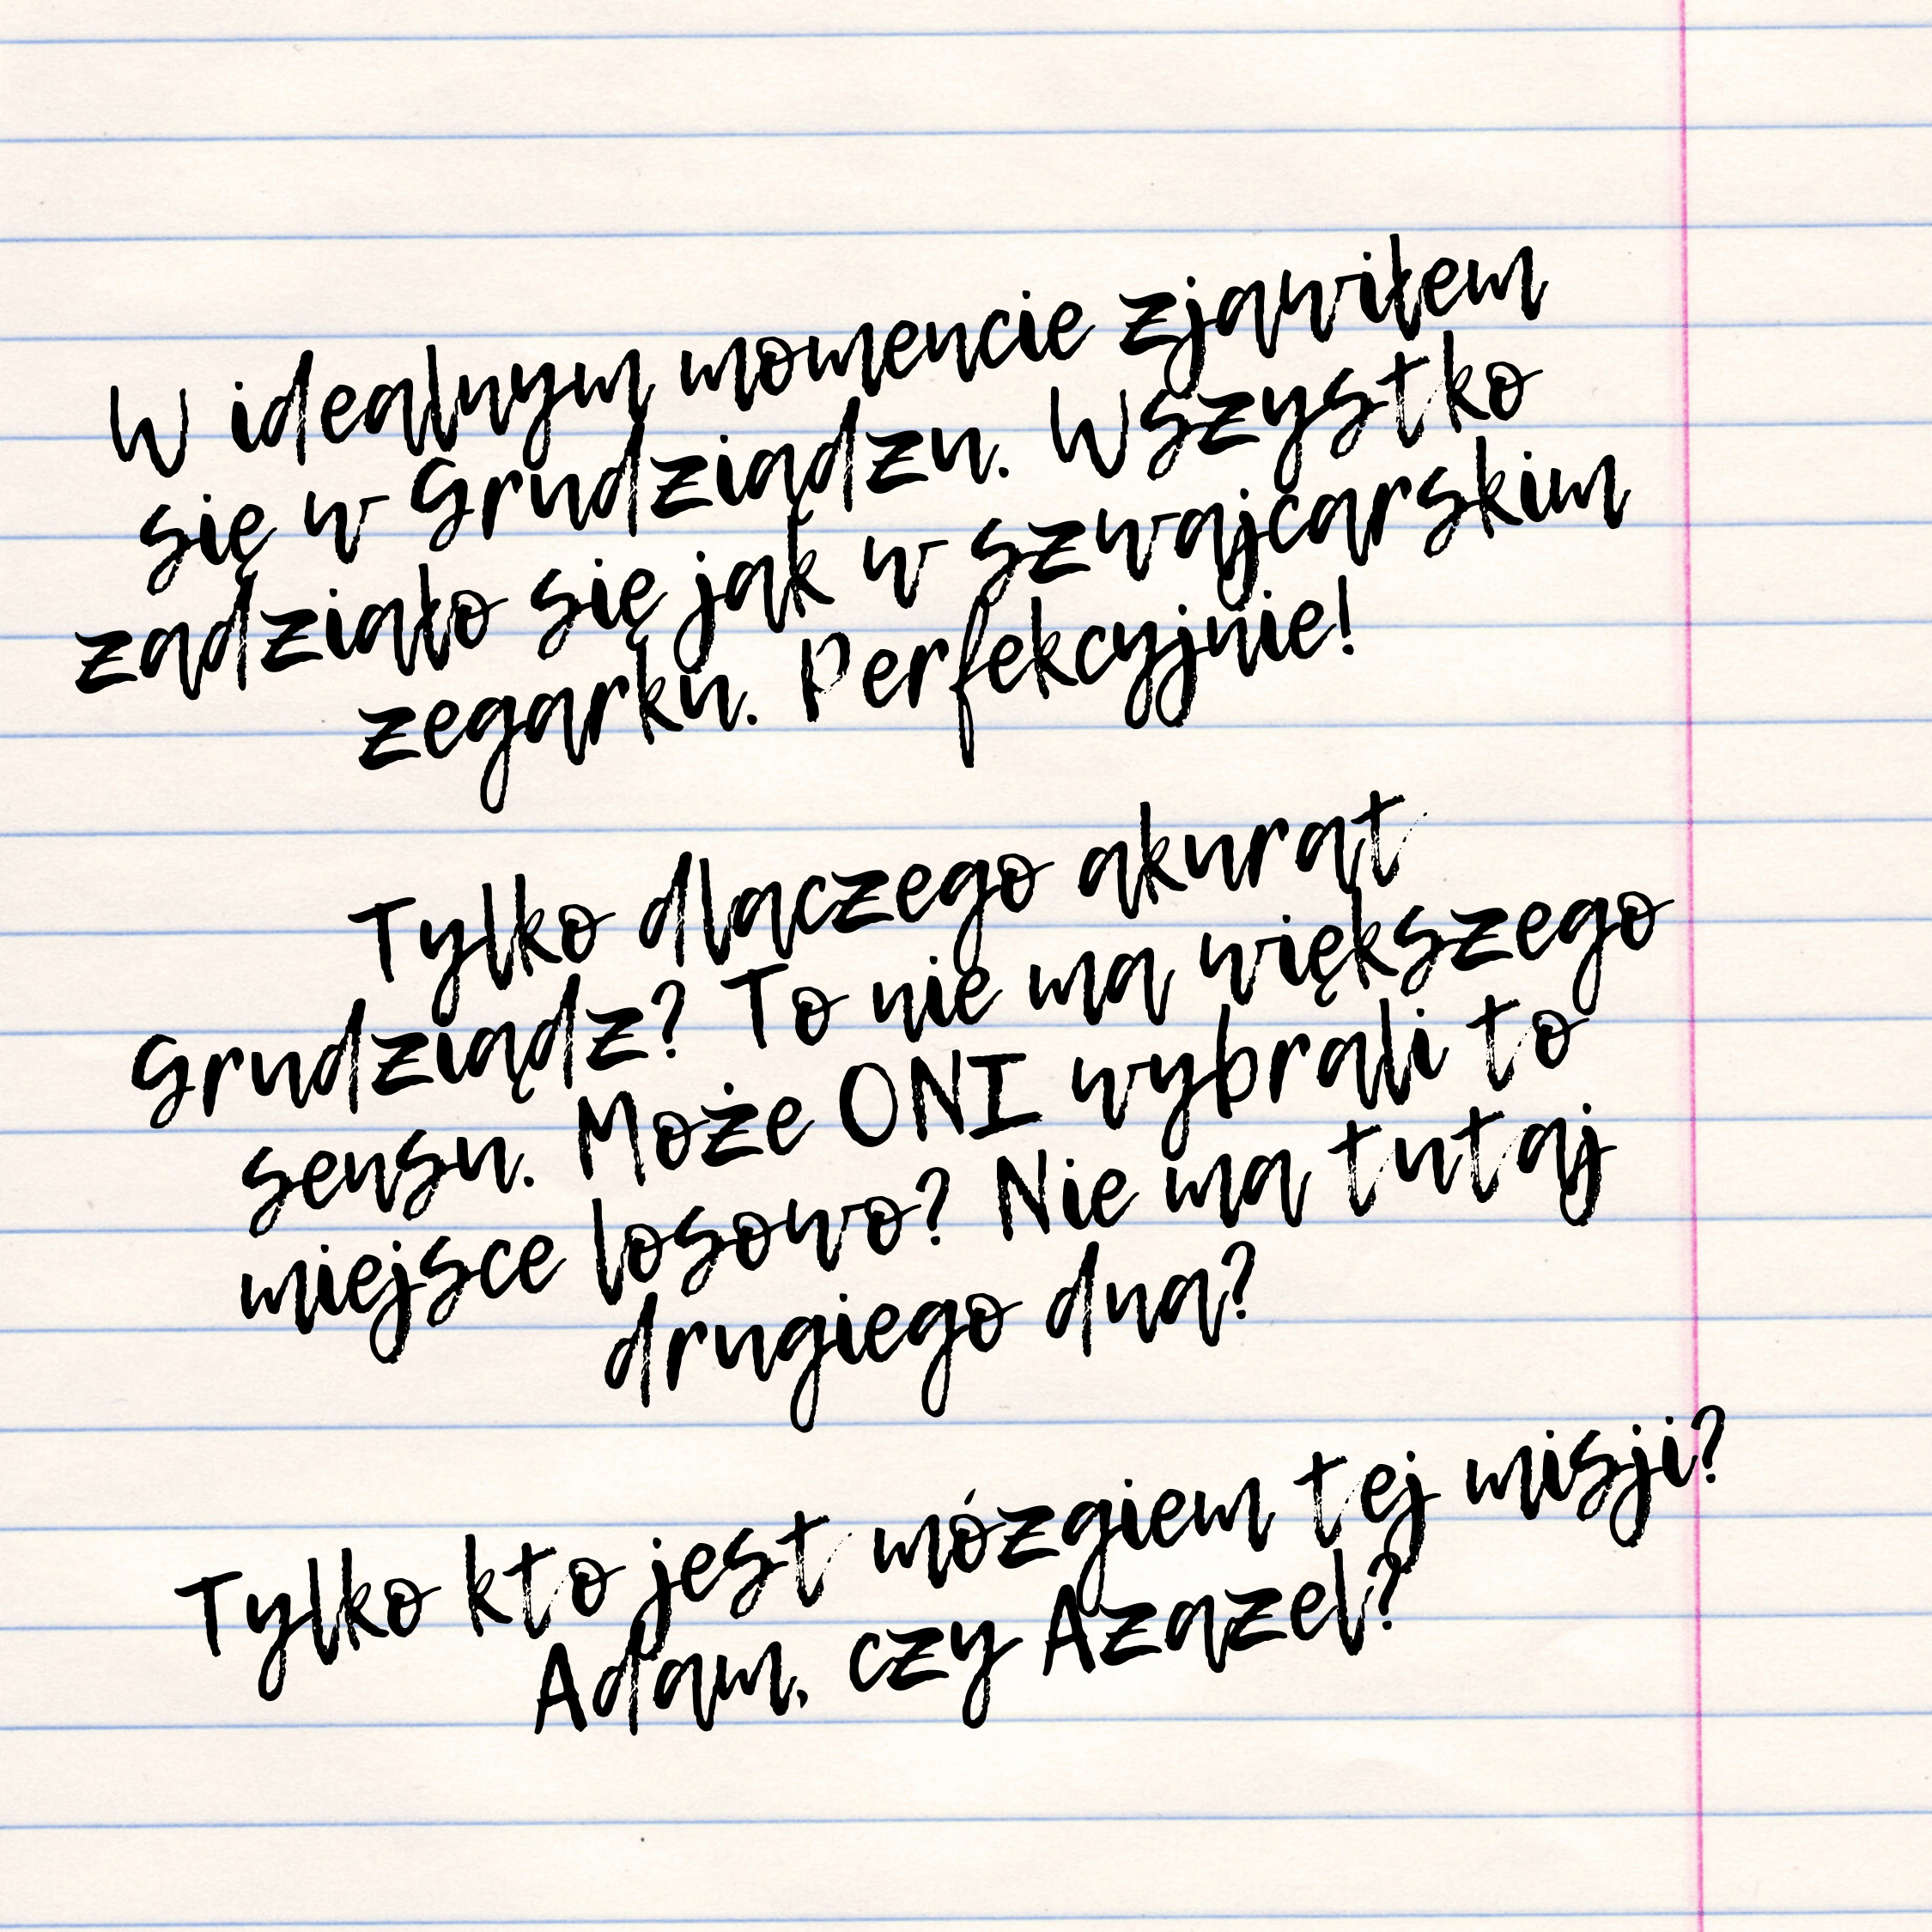 W idealnym momencie zjawiłem
się w Grudziadzu. Wszystko
zadziało się jak w szwajcarskim
zegarku. Perfekcyjnie!
Tylko dlaczego akurat
Grudziądz? To nie ma większego
sensu. Może ONI wybrali to
miejsce losowo? Nie ma tutaj
drugiego dna?
Tylko kto jest mózgiem tej misji?
Adam, czy Azazel?